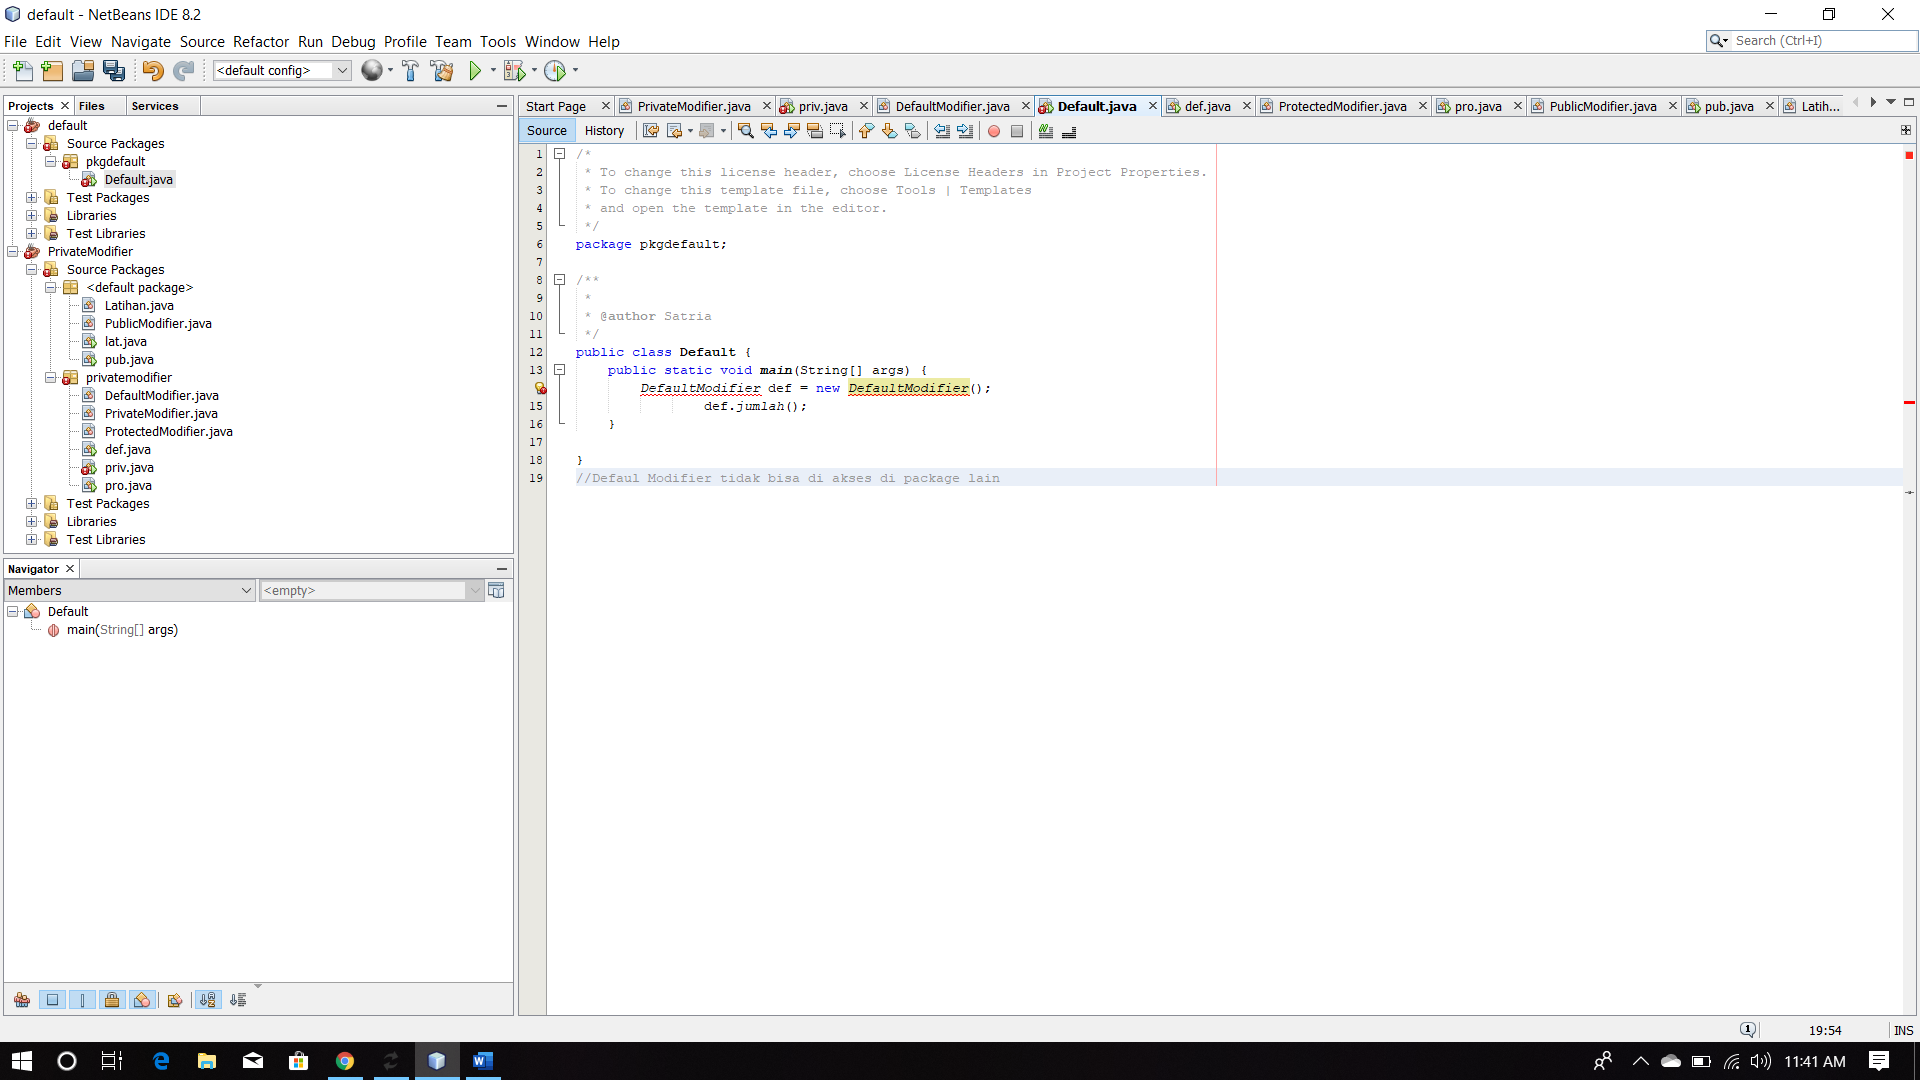 default - NetBeans IDE 8.2
File Edit View Navigate Source Refactor Run Debug Profile Team Tools Window Help
Search (Ctrl+I)
<default config>
Projects Files Services
default
Source Packages
pkgdefault
Default.java
Test Packages
Libraries
Test Libraries
PrivateModifier
Source Packages
<default package>
Latihan.java
PublicModifier.java
lat.java
pub.java
privatemodifier
DefaultModifier.java
PrivateModifier.java
ProtectedModifier.java
def.java
priv.java
pro.java
Test Packages
Libraries
Test Libraries
Navigator
Members
<empty>
Default
main(String[] args)
Start Page PrivateModifier.java priv.java DefaultModifier.java Default.java def.java ProtectedModifier.java pro.java PublicModifier.java pub.java Latih...
Source History
1 /*
2 * To change this license header, choose License Headers in Project Properties.
3 * To change this template file, choose Tools | Templates
4 * and open the template in the editor.
5 */
6 package pkgdefault;
7
8 /**
9 *
10 * @author Satria
11 */
12 public class Default {
13 public static void main(String[] args) {
DefaultModifier def = new DefaultModifier();
15 def.jumlah();
16 }
17
18 }
19 //Defaul Modifier tidak bisa di akses di package lain
19:54 INS
11:41 AM